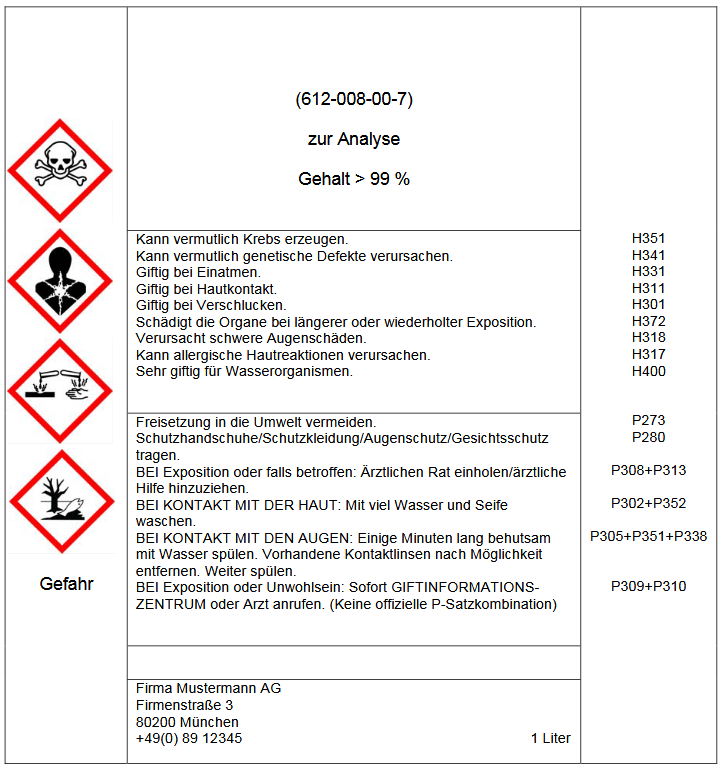 (612-008-00-7)
zur Analyse
Gehalt > 99 %
Kann vermutlich Krebs erzeugen. H351
Kann vermutlich genetische Defekte verursachen. H341
Giftig bei Einatmen. H331
Giftig bei Hautkontakt. H311
Giftig bei Verschlucken. H301
Schädigt die Organe bei längerer oder wiederholter Exposition. H372
Verursacht schwere Augenschäden. H318
Kann allergische Hautreaktionen verursachen. H317
Sehr giftig für Wasserorganismen. H400
Freisetzung in die Umwelt vermeiden. P273
Schutzhandschuhe/Schutzkleidung/Augenschutz/Gesichtsschutz P280
tragen.
BEI Exposition oder falls betroffen: Ärztlichen Rat einholen/ärztliche P308+P313
Hilfe hinzuziehen.
BEI KONTAKT MIT DER HAUT: Mit viel Wasser und Seife P302+P352
waschen.
BEI KONTAKT MIT DEN AUGEN: Einige Minuten lang behutsam P305+P351+P338
mit Wasser spülen. Vorhandene Kontaktlinsen nach Möglichkeit
entfernen. Weiter spülen.
Gefahr
BEI Exposition oder Unwohlsein: Sofort GIFTINFORMATIONS- P309+P310
ZENTRUM oder Arzt anrufen. (Keine offizielle P-Satzkombination)
Firma Mustermann AG
Firmenstraße 3
80200 München
+49(0) 89 12345 1 Liter